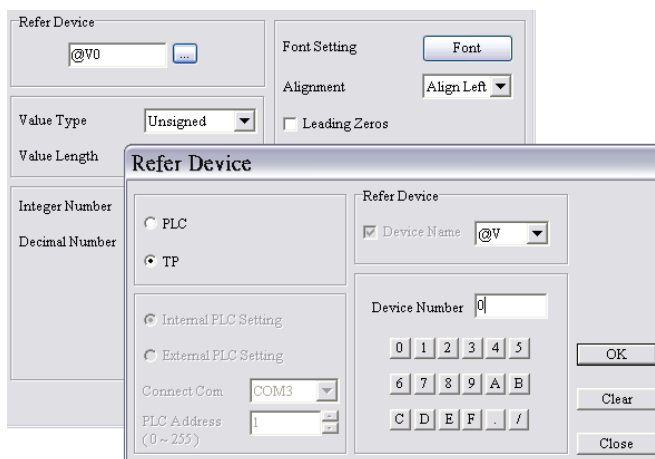 Refer Device
@V0
...
Font Setting
Font
Alignment
Align Left
Value Type
Unsigned
Leading Zeros
Value Length
Integer Number
Decimal Number
Refer Device
PLC
TP
Refer Device
Device Name
@V
Internal PLC Setting
External PLC Setting
Connect Com
COM3
PLC Address
(0 ~ 255)
1
Device Number
0
0 1 2 3 4 5
6 7 8 9 A B
C D E F . /
OK
Clear
Close